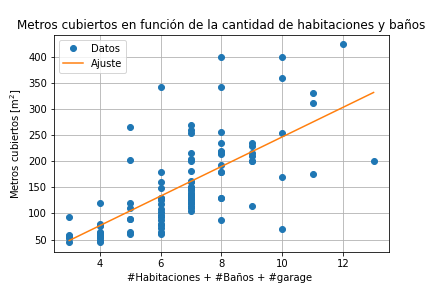 Metros cubiertos en función de la cantidad de habitaciones y baños
Datos
Ajuste
Metros cubiertos [m²]
400
350
300
250
200
150
100
50
4
6
8
10
12
#Habitaciones + #Baños + #garage